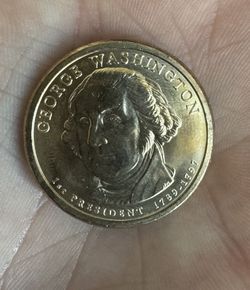 GEORGE WASHINGTON
1ST PRESIDENT 1789-1797